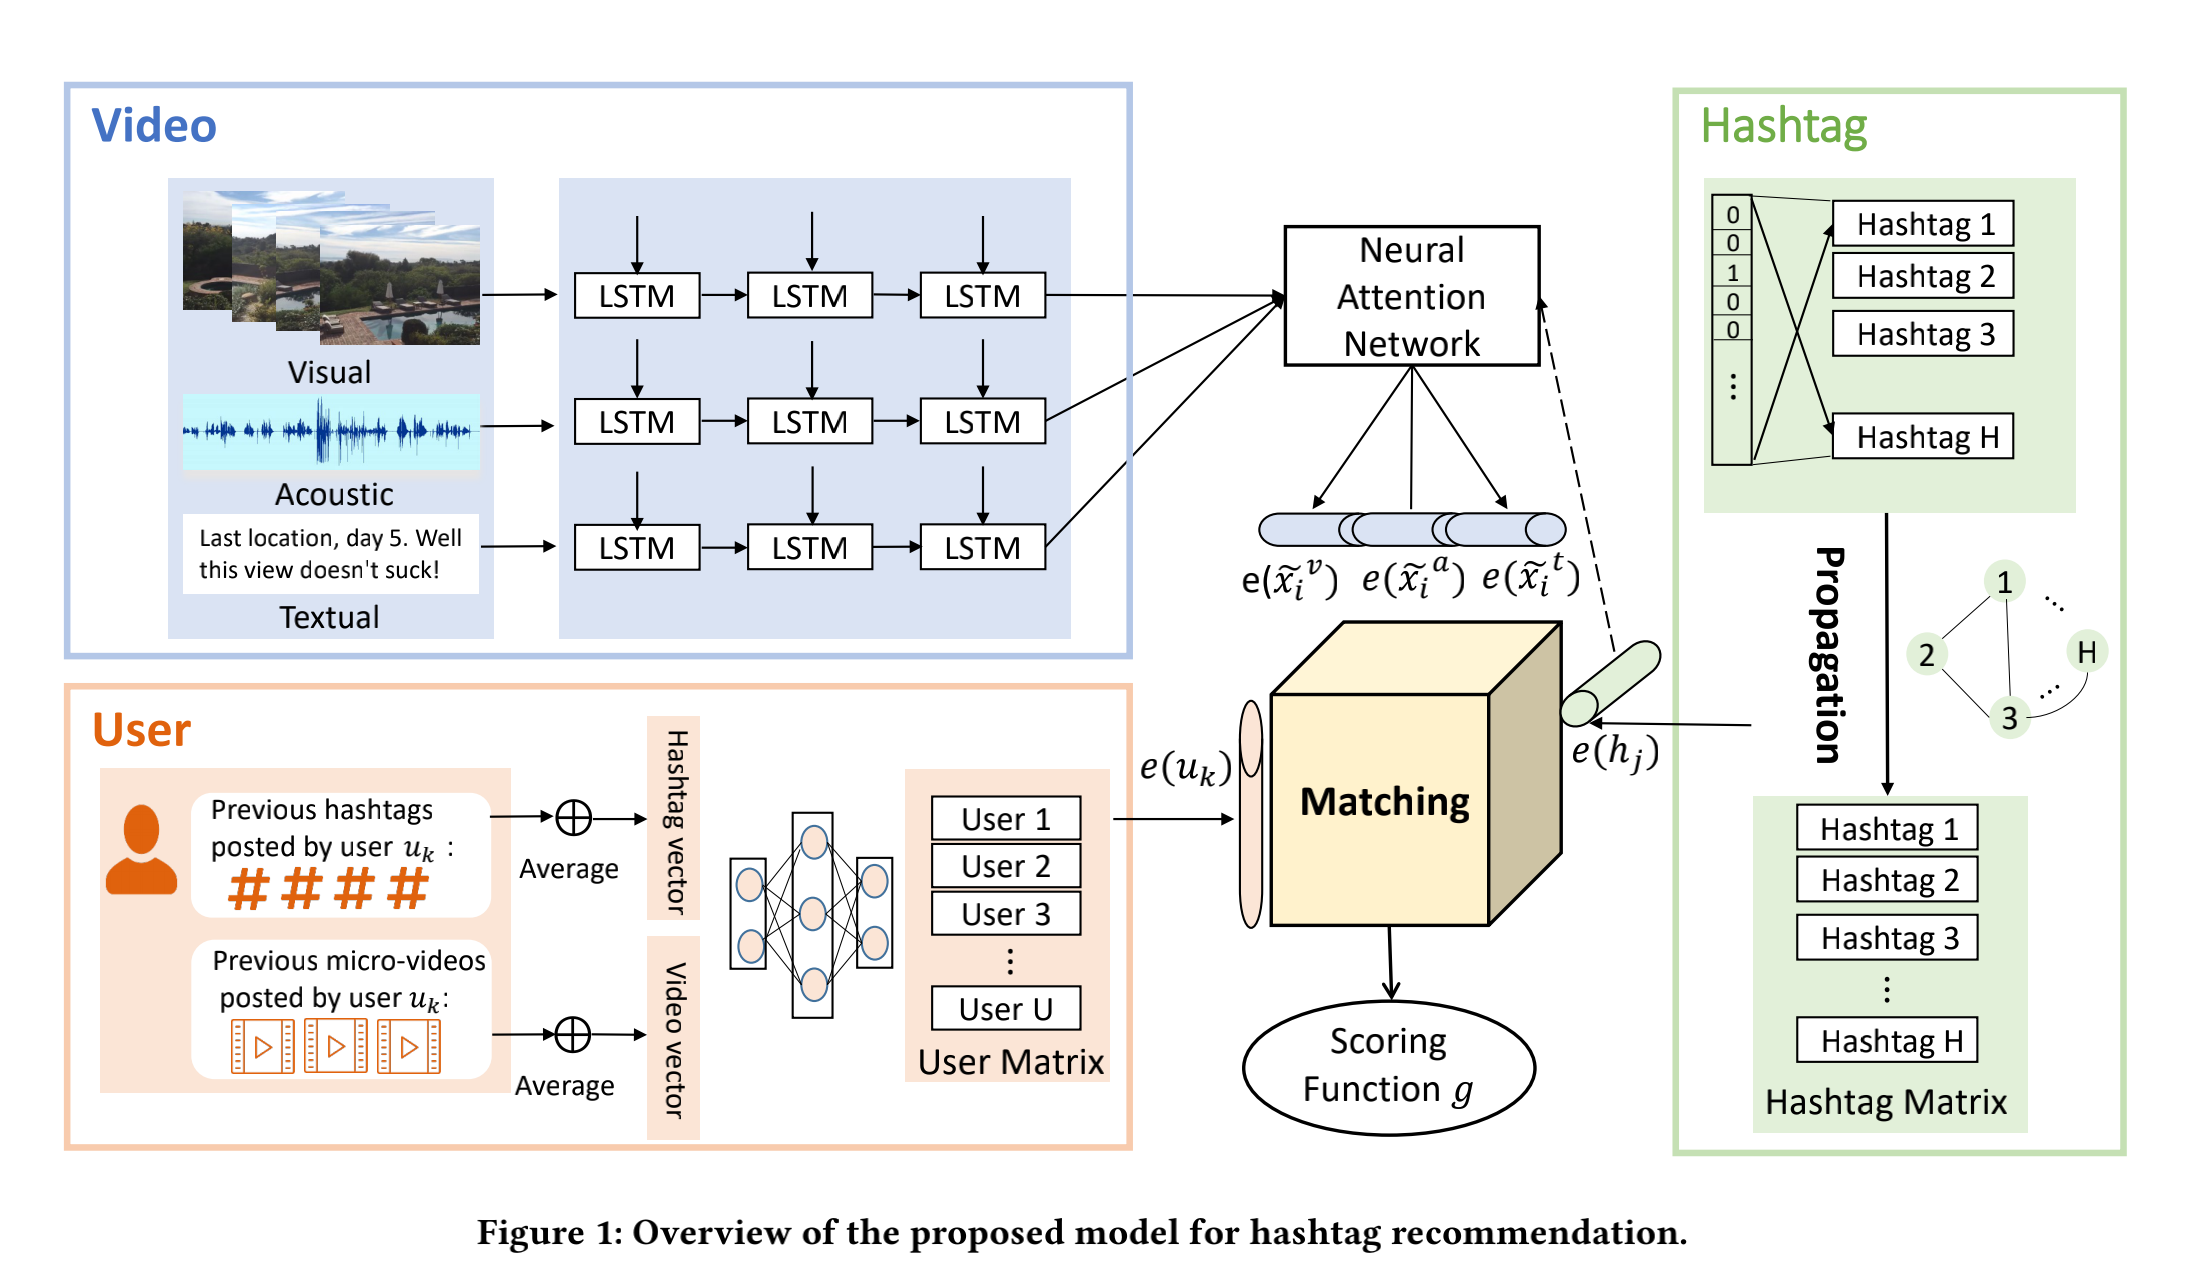 Video
Visual
Acoustic
Last location, day 5. Well
this view doesn't suck!
Textual
LSTM LSTM LSTM
LSTM LSTM LSTM
LSTM LSTM LSTM
Neural
Attention
Network
e(x̃ᵢᵛ) e(x̃ᵢᵃ) e(x̃ᵢᵗ)
User
Previous hashtags
posted by user uₖ :
# # # #
Average
Hashtag vector
Previous micro-videos
posted by user uₖ:
Average
Video vector
User 1
User 2
User 3
⋮
User U
User Matrix
e(uₖ)
Matching
e(hⱼ)
Scoring
Function g
Hashtag
0
0
1
0
0
⋮
Hashtag 1
Hashtag 2
Hashtag 3
Hashtag H
Propagation
1
...
2
H
...
3
Hashtag 1
Hashtag 2
Hashtag 3
⋮
Hashtag H
Hashtag Matrix
Figure 1: Overview of the proposed model for hashtag recommendation.